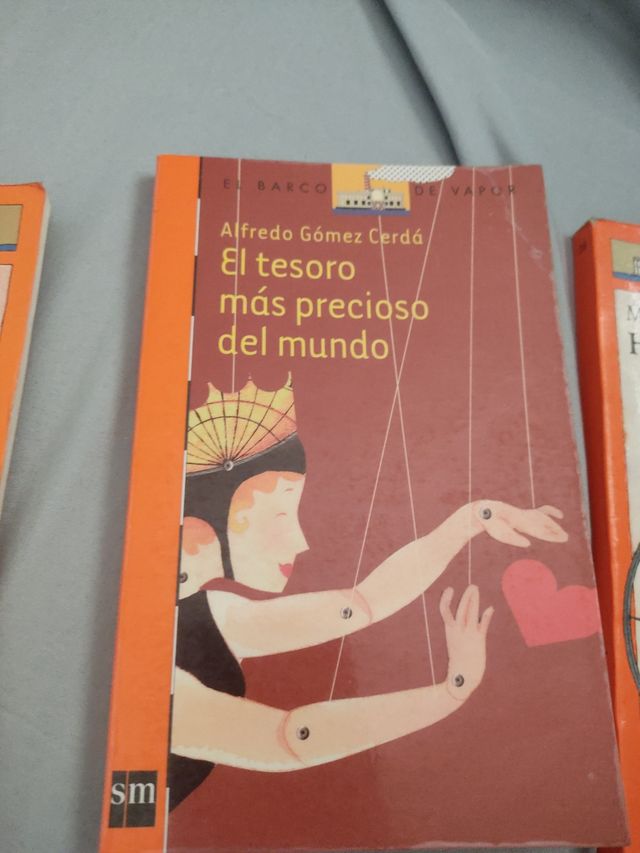 EL BARCO DE VAPOR
Alfredo Gómez Cerdá
El tesoro
más precioso
del mundo
sm